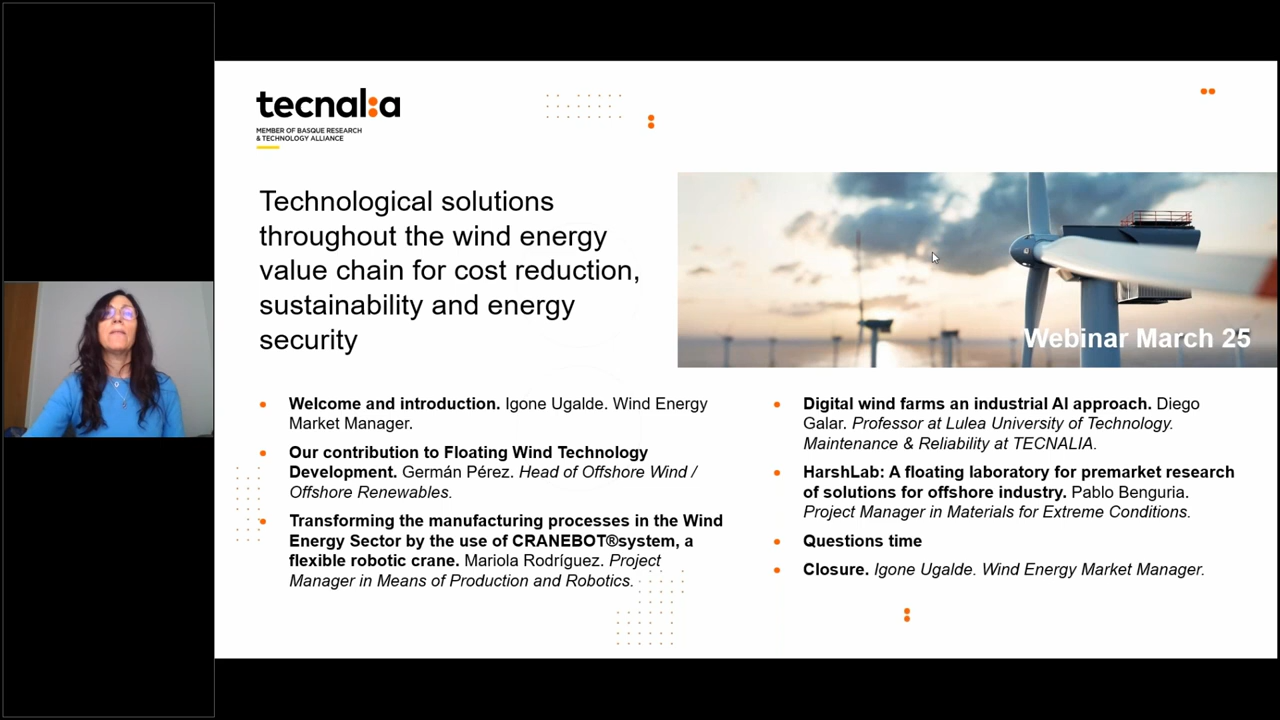 tecnalia
MEMBER OF BASQUE RESEARCH
& TECHNOLOGY ALLIANCE
Technological solutions
throughout the wind energy
value chain for cost reduction,
sustainability and energy
security
Webinar March 25
Welcome and introduction. Igone Ugalde. Wind Energy
Market Manager.
Our contribution to Floating Wind Technology
Development. Germán Pérez. Head of Offshore Wind /
Offshore Renewables.
Transforming the manufacturing processes in the Wind
Energy Sector by the use of CRANEBOT®system, a
flexible robotic crane. Mariola Rodríguez. Project
Manager in Means of Production and Robotics.
Digital wind farms an industrial AI approach. Diego
Galar. Professor at Lulea University of Technology.
Maintenance & Reliability at TECNALIA.
HarshLab: A floating laboratory for premarket research
of solutions for offshore industry. Pablo Benguria.
Project Manager in Materials for Extreme Conditions.
Questions time
Closure. Igone Ugalde. Wind Energy Market Manager.